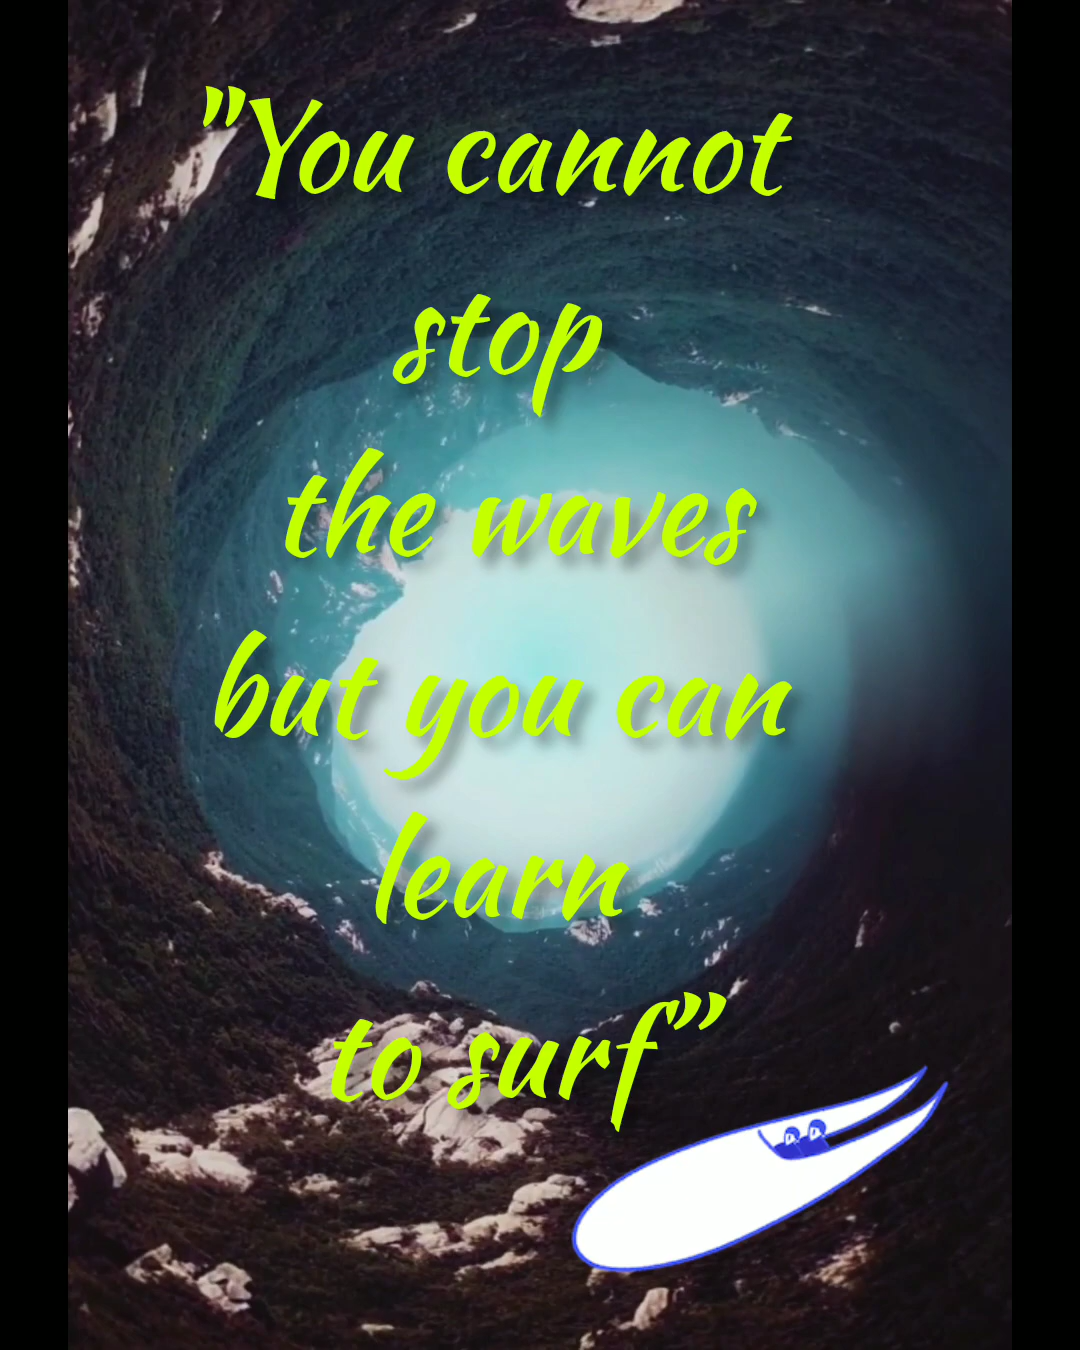 "You cannot
stop
the waves
but you can
learn
to surf”